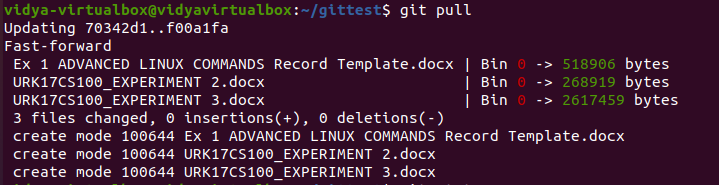 vidya-virtualbox@vidyavirtualbox:~/gittest$ git pull
Updating 70342d1..f00a1fa
Fast-forward
 Ex 1 ADVANCED LINUX COMMANDS Record Template.docx | Bin 0 -> 518906 bytes
 URK17CS100_EXPERIMENT 2.docx                      | Bin 0 -> 268919 bytes
 URK17CS100_EXPERIMENT 3.docx                      | Bin 0 -> 2617459 bytes
 3 files changed, 0 insertions(+), 0 deletions(-)
 create mode 100644 Ex 1 ADVANCED LINUX COMMANDS Record Template.docx
 create mode 100644 URK17CS100_EXPERIMENT 2.docx
 create mode 100644 URK17CS100_EXPERIMENT 3.docx